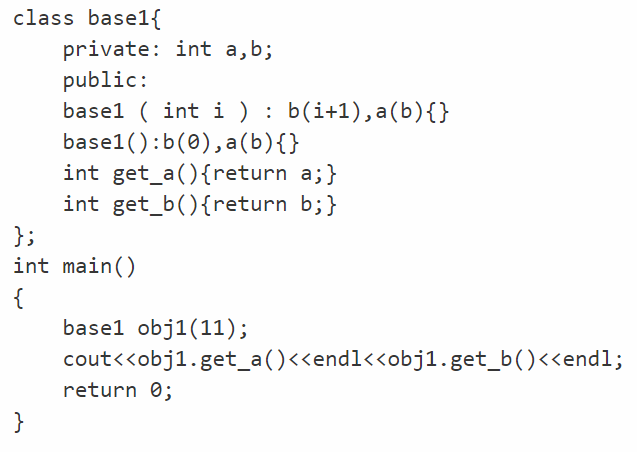 class base1{
    private: int a,b;
    public:
    base1 ( int i ) : b(i+1),a(b){}
    base1():b(0),a(b){}
    int get_a(){return a;}
    int get_b(){return b;}
};
int main()
{
    base1 obj1(11);
    cout<<obj1.get_a()<<endl<<obj1.get_b()<<endl;
    return 0;
}